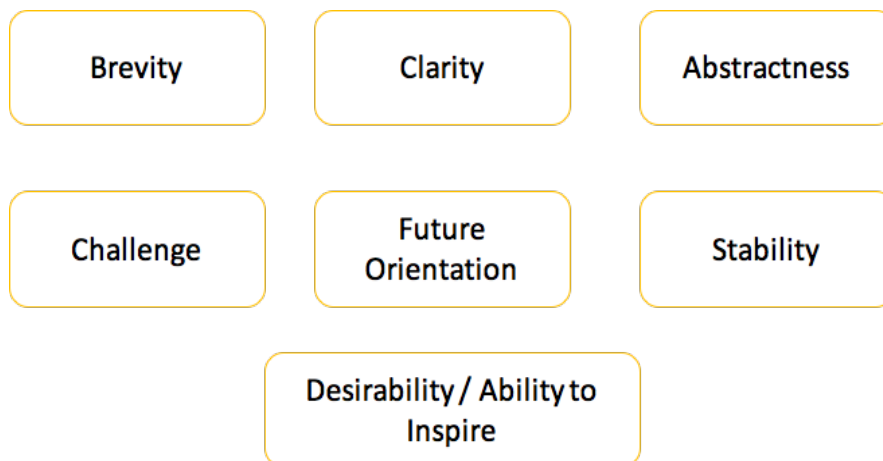 Brevity
Clarity
Abstractness
Challenge
Future
Orientation
Stability
Desirability / Ability to
Inspire